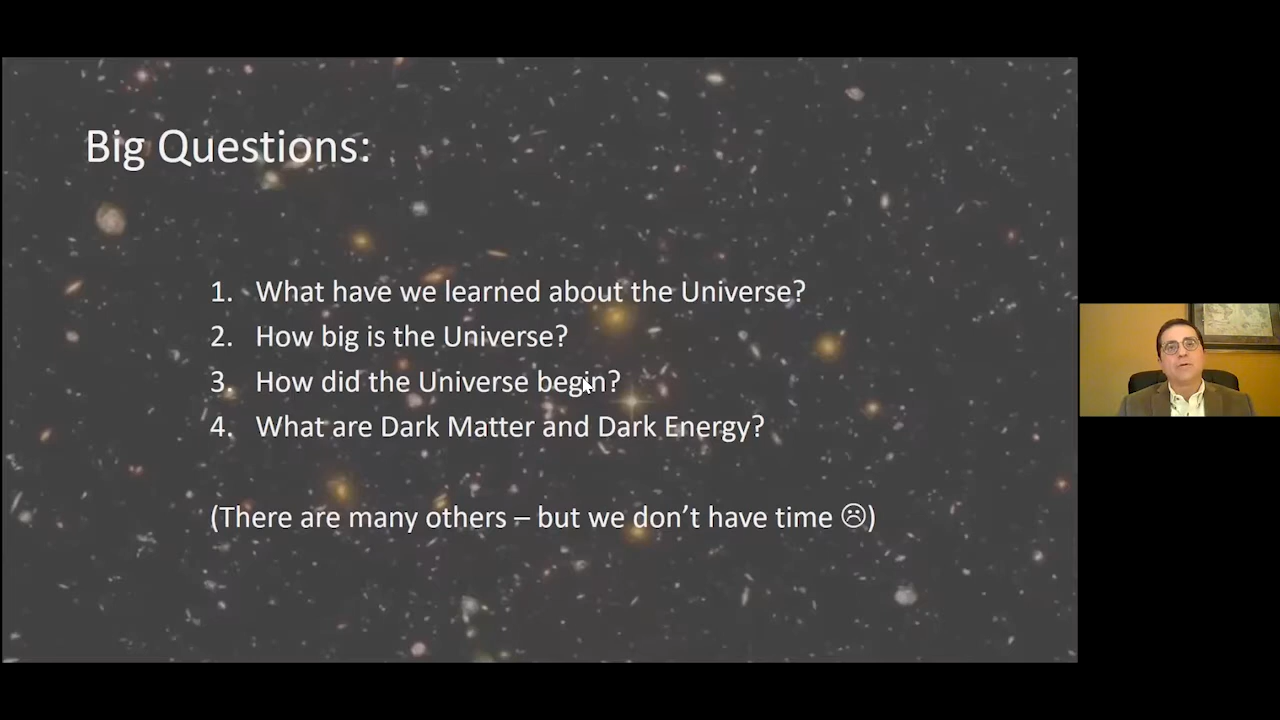 Big Questions:
1. What have we learned about the Universe?
2. How big is the Universe?
3. How did the Universe begin?
4. What are Dark Matter and Dark Energy?
(There are many others – but we don’t have time ☹)